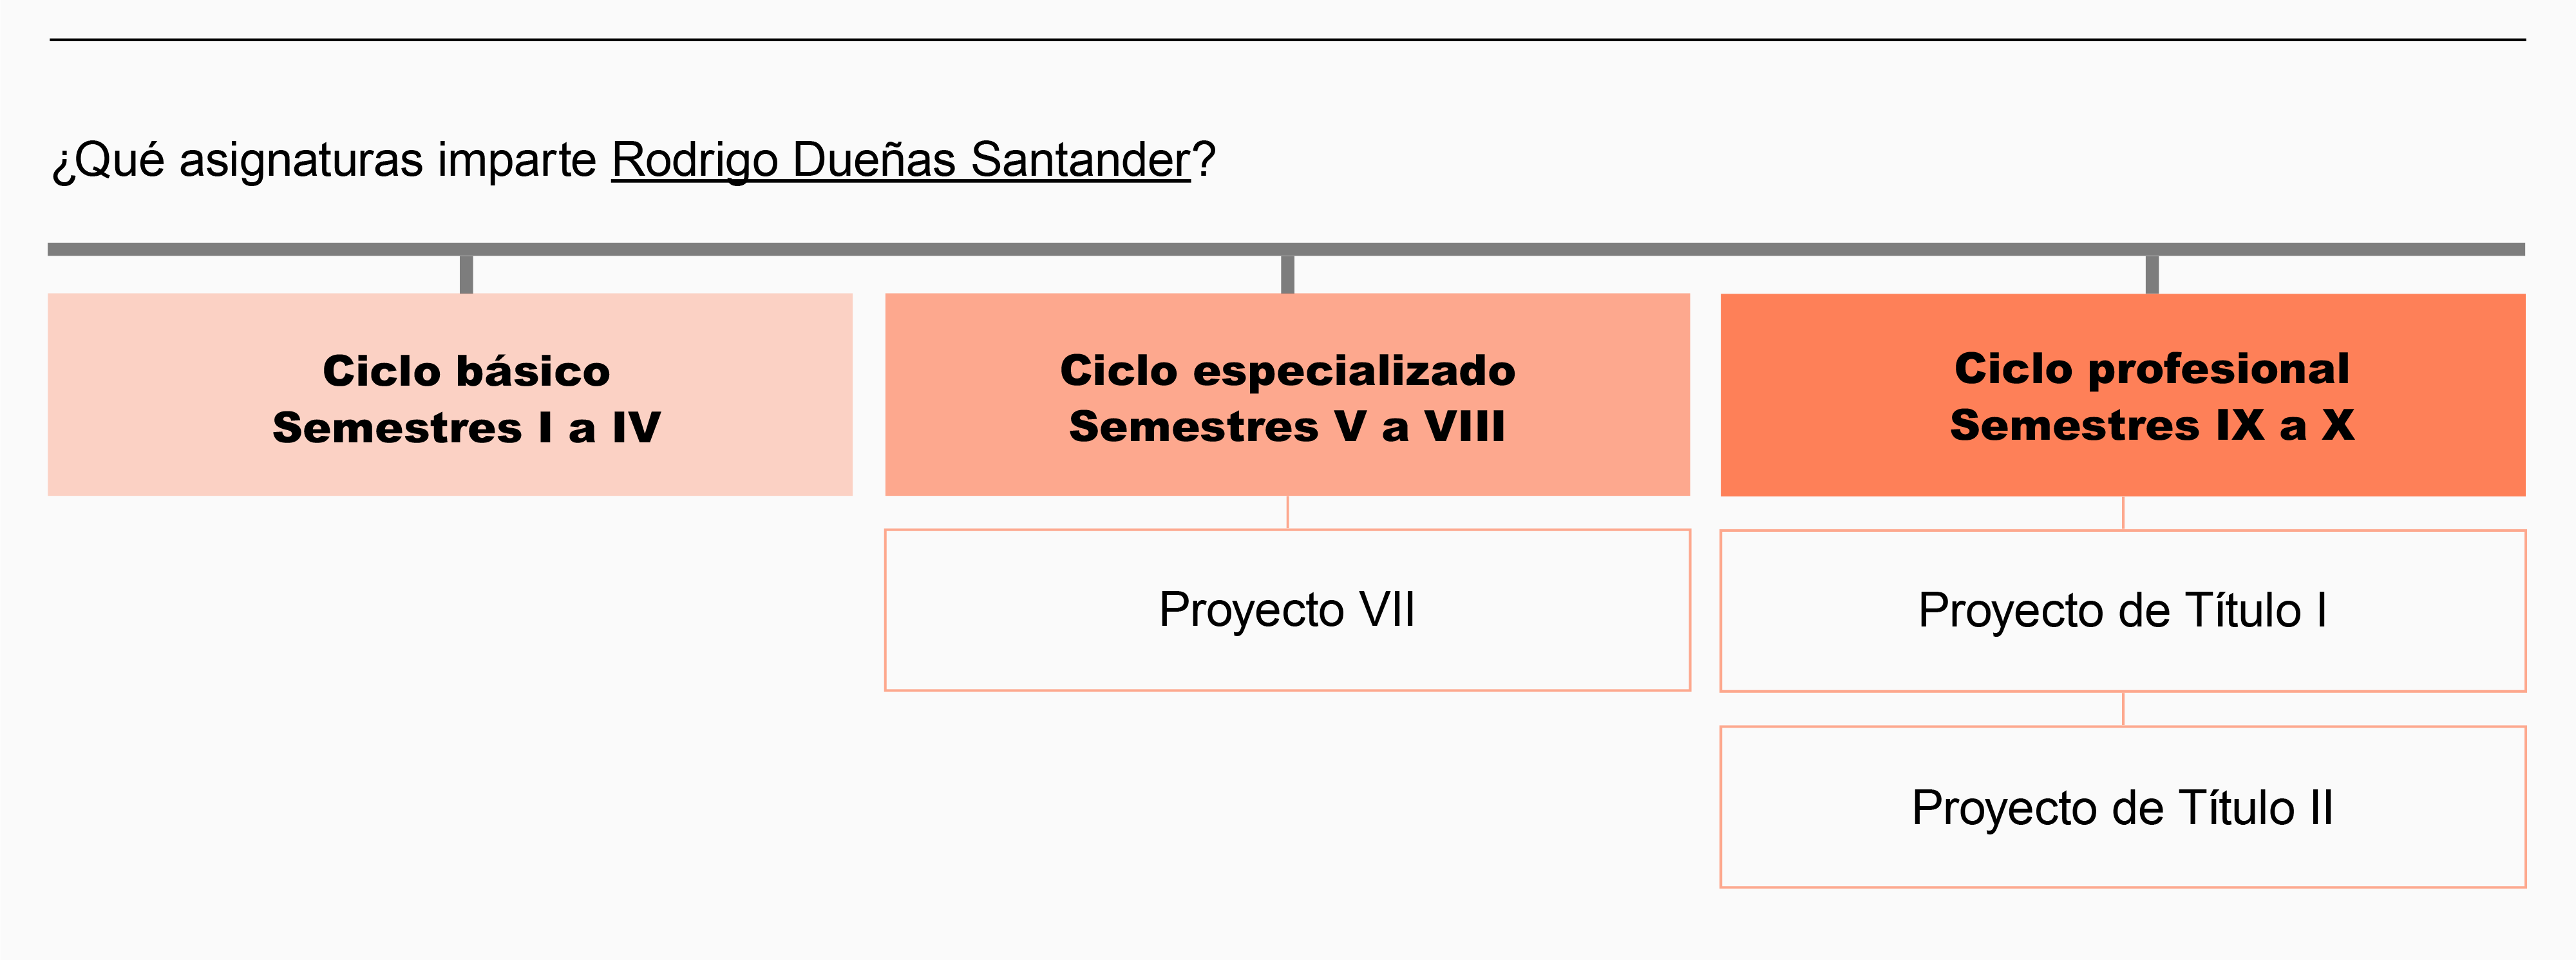 ¿Qué asignaturas imparte Rodrigo Dueñas Santander?
Ciclo básico
Semestres I a IV
Ciclo especializado
Semestres V a VIII
Proyecto VII
Ciclo profesional
Semestres IX a X
Proyecto de Título I
Proyecto de Título II